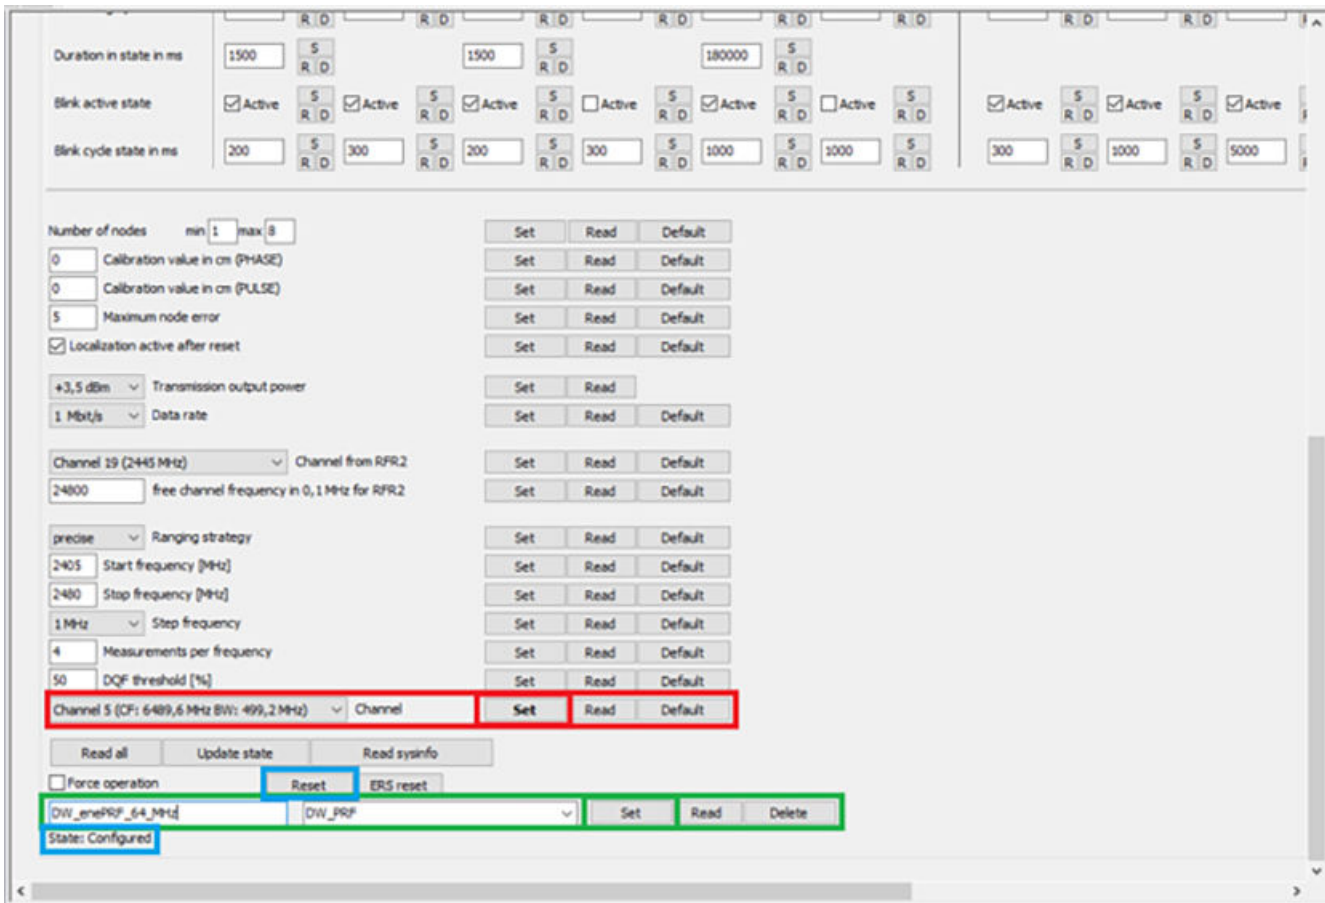 R D R D R D R D R D R D R D R D
Duration in state in ms 1500 S R D 1500 S R D 180000 S R D
Blink active state Active S R D Active S R D Active S R D Active S R D Active S R D Active S R D Active S R D Active S R D Active
Blink cycle state in ms 200 S R D 300 S R D 200 S R D 300 S R D 1000 S R D 1000 S R D 300 S R D 1000 S R D 5000
Number of nodes min 1 max 8 Set Read Default
0 Calibration value in cm (PHASE) Set Read Default
0 Calibration value in cm (PULSE) Set Read Default
5 Maximum node error Set Read Default
Localization active after reset Set Read Default
+3,5 dBm Transmission output power Set Read
1 Mbit/s Data rate Set Read Default
Channel 19 (2445 MHz) Channel from RFR2 Set Read Default
24800 free channel frequency in 0,1 MHz for RFR2 Set Read Default
precise Ranging strategy Set Read Default
2405 Start frequency [MHz] Set Read Default
2480 Stop frequency [MHz] Set Read Default
1 MHz Step frequency Set Read Default
4 Measurements per frequency Set Read Default
50 DQF threshold [%] Set Read Default
Channel 5 (CF: 6489,6 MHz BW: 499,2 MHz) Channel Set Read Default
Read all Update state Read sysinfo
Force operation Reset ERS reset
DW_enePRF_64_MHz DW_PRF Set Read Delete
State: Configured